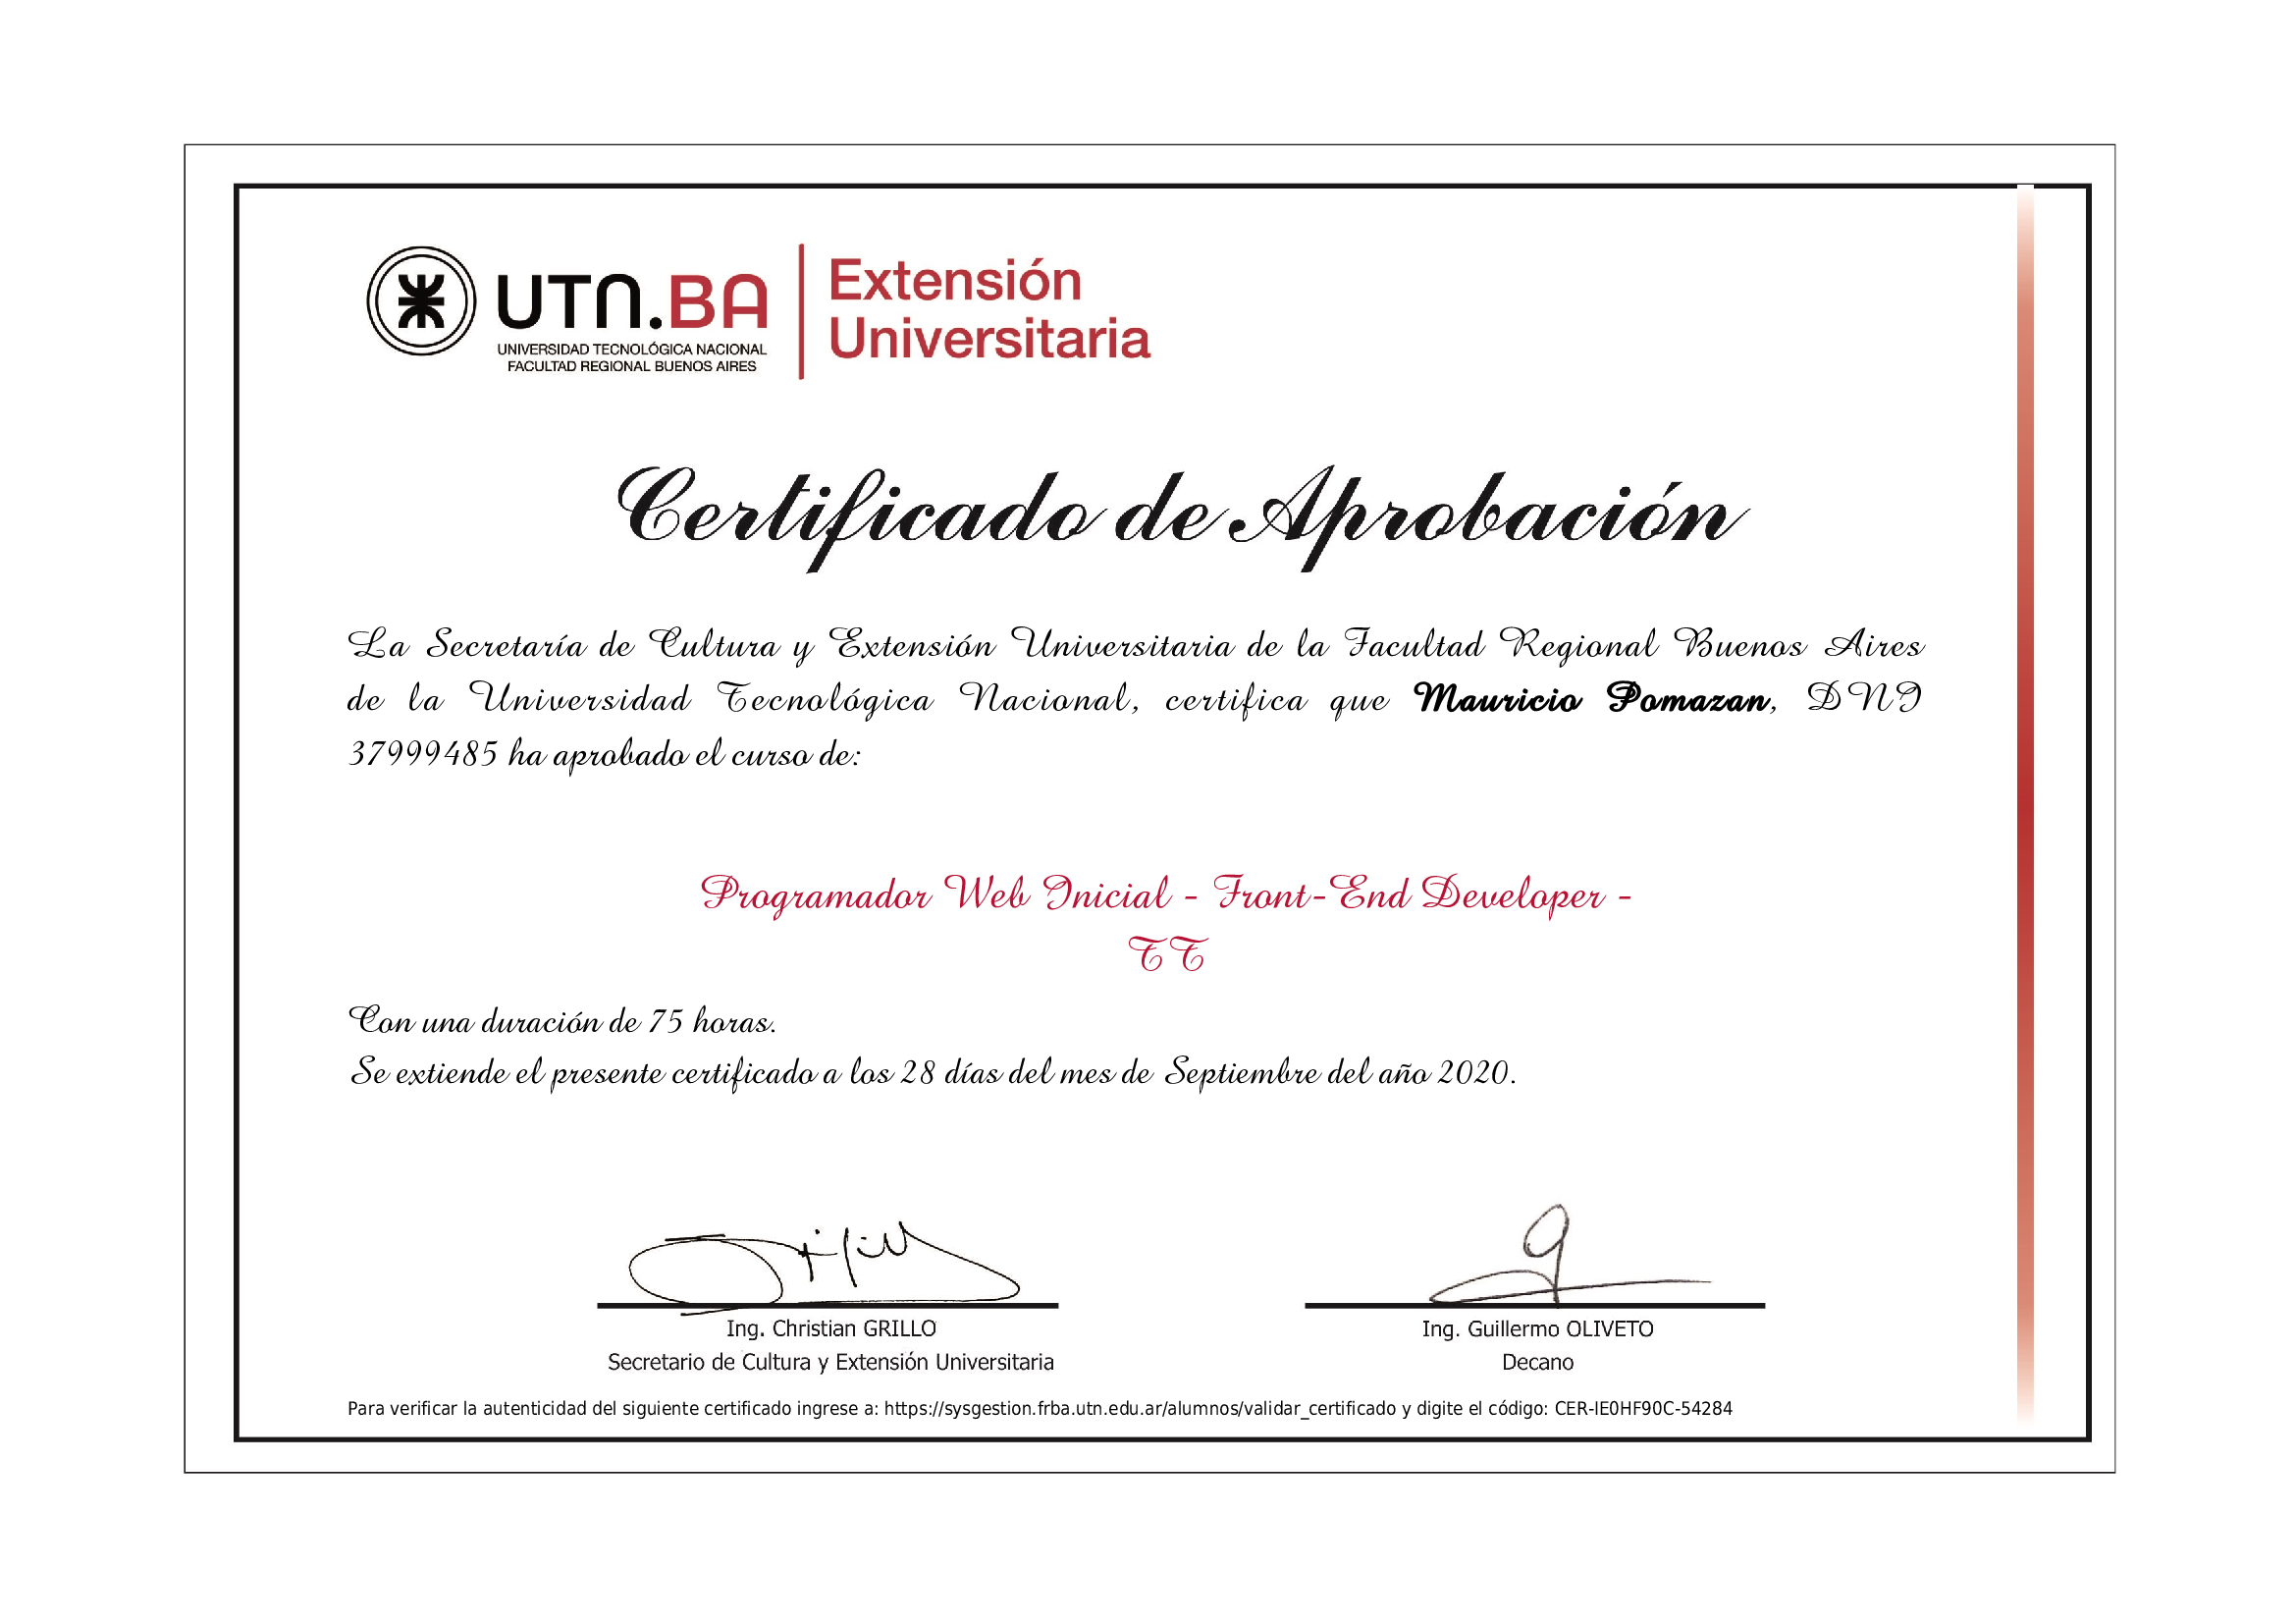 UTN.BA
UNIVERSIDAD TECNOLÓGICA NACIONAL
FACULTAD REGIONAL BUENOS AIRES
Extensión
Universitaria
Certificado de Aprobación
La Secretaría de Cultura y Extensión Universitaria de la Facultad Regional Buenos Aires
de la Universidad Tecnológica Nacional, certifica que Mauricio Pomazan, DNI
37999485 ha aprobado el curso de:
Programador Web Inicial - Front-End Developer -
TT
Con una duración de 75 horas.
Se extiende el presente certificado a los 28 días del mes de Septiembre del año 2020.
Ing. Christian GRILLO
Secretario de Cultura y Extensión Universitaria
Ing. Guillermo OLIVETO
Decano
Para verificar la autenticidad del siguiente certificado ingrese a: https://sysgestion.frba.utn.edu.ar/alumnos/validar_certificado y digite el código: CER-IE0HF90C-54284